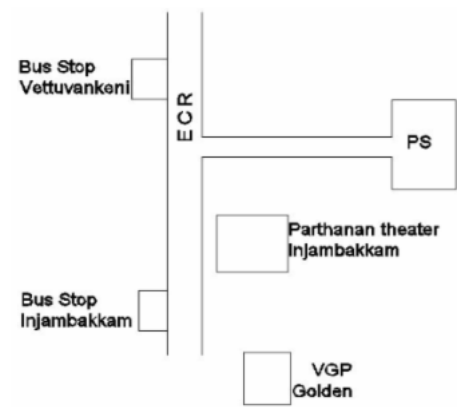 Bus Stop
Vettuvankeni
ECR
PS
Parthanan theater
Injambakkam
Bus Stop
Injambakkam
VGP
Golden